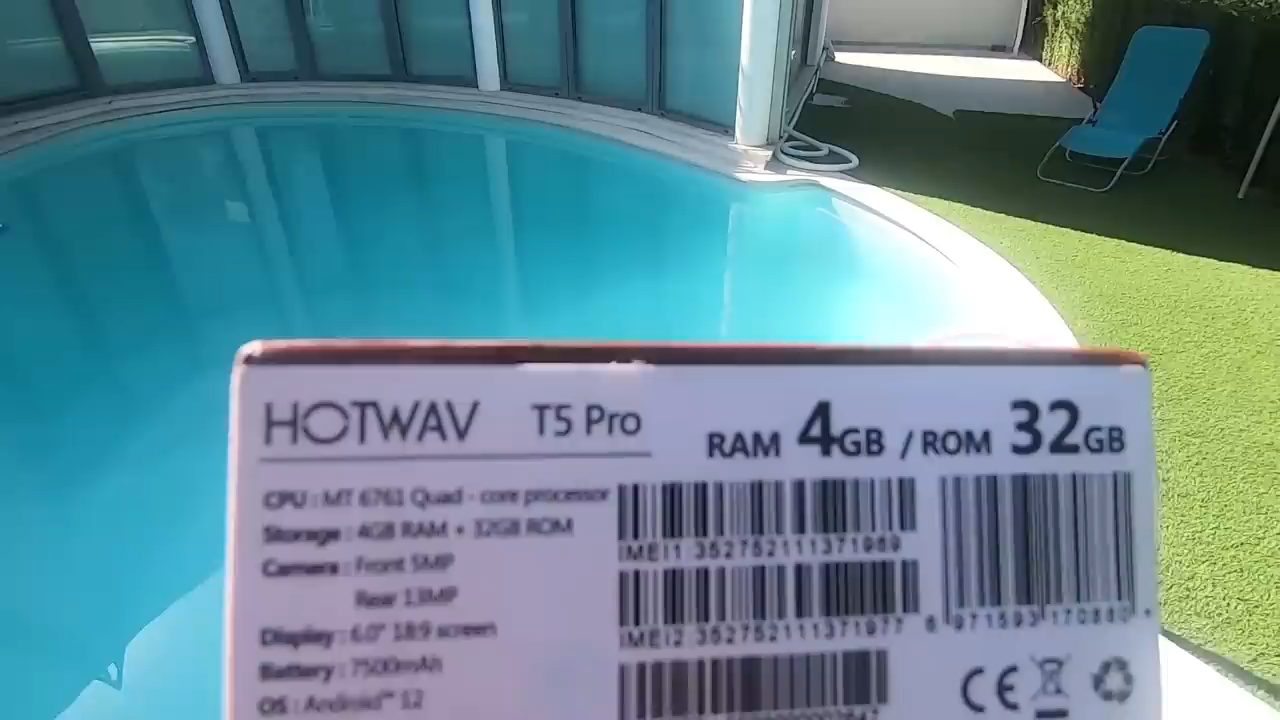 HOTWAV T5 Pro
RAM 4GB / ROM 32GB
CPU : MT 6761 Quad - core processor
Storage : 4GB RAM + 32GB ROM
Camera : Front 5MP
Rear 13MP
Display : 6.0" 18:9 screen
Battery : 7500mAh
OS : Android™ 12
IMEI1 352752111371969
IMEI2 352752111371977
6 971593 170880
CE